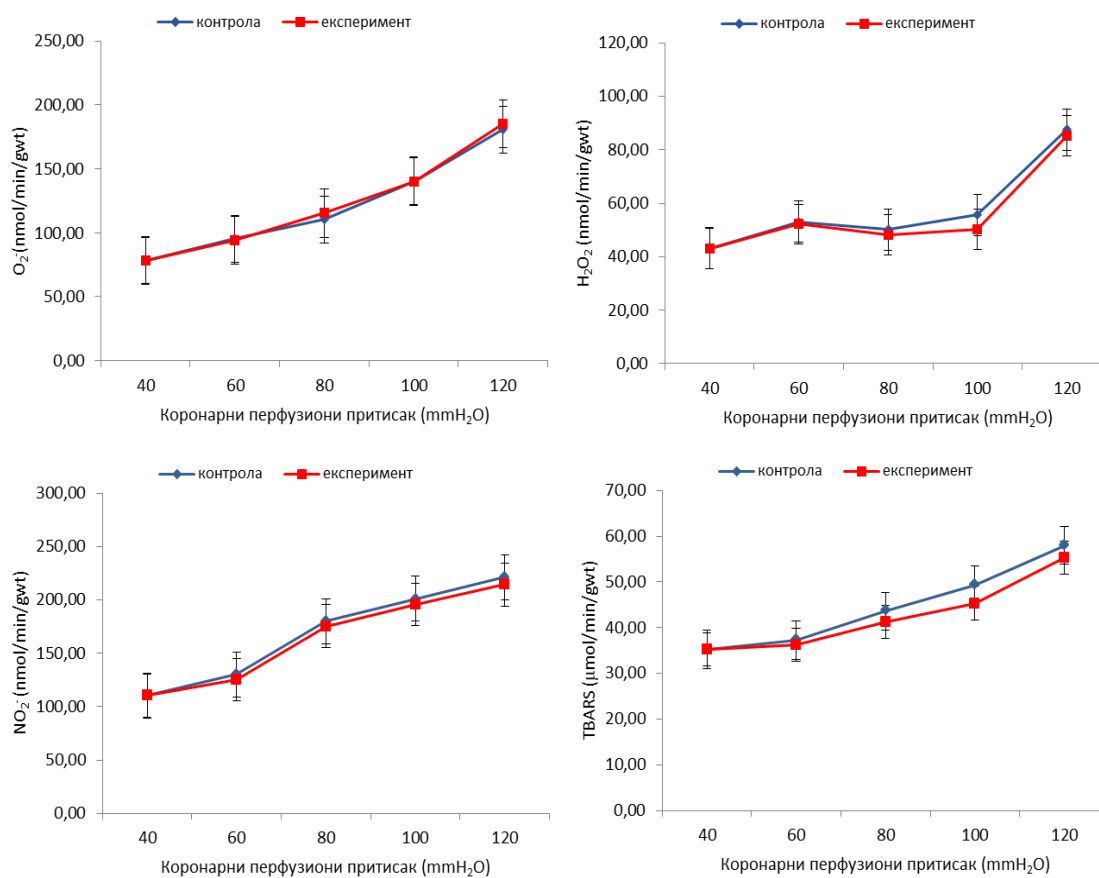 контрола експеримент
250,00
200,00
150,00
100,00
50,00
0,00
O₂⁻(nmol/min/gwt)
40 60 80 100 120
Коронарни перфузиони притисак (mmH₂O)
контрола експеримент
120,00
100,00
80,00
60,00
40,00
20,00
0,00
H₂O₂ (nmol/min/gwt)
40 60 80 100 120
Коронарни перфузиони притисак (mmH₂O)
контрола експеримент
300,00
250,00
200,00
150,00
100,00
50,00
0,00
NO₂⁻(nmol/min/gwt)
40 60 80 100 120
Коронарни перфузиони притисак (mmH₂O)
контрола експеримент
70,00
60,00
50,00
40,00
30,00
20,00
10,00
0,00
TBARS (μmol/min/gwt)
40 60 80 100 120
Коронарни перфузиони притисак (mmH₂O)